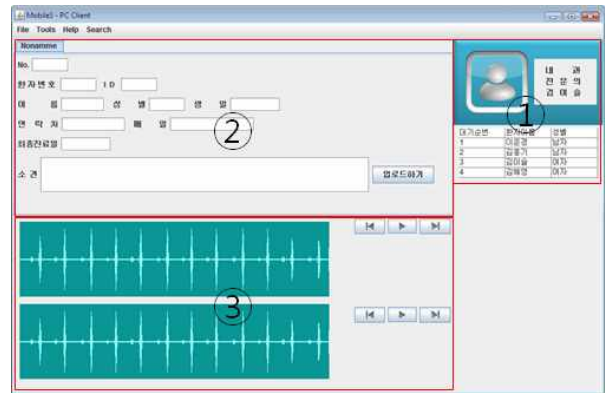 Mobile3 - PC Client
File Tools Help Search
Noname
No.
환자번호 ID
이 름 성 별 생 일
연 락 처 메 일
최종진료일
소 견 업로드하기
②
내 과
전 문 의
김 이 슬
①
대기순번 환자이름 성별
1 이준경 남자
2 김홍기 남자
3 김미슬 여자
4 김혜영 여자
③